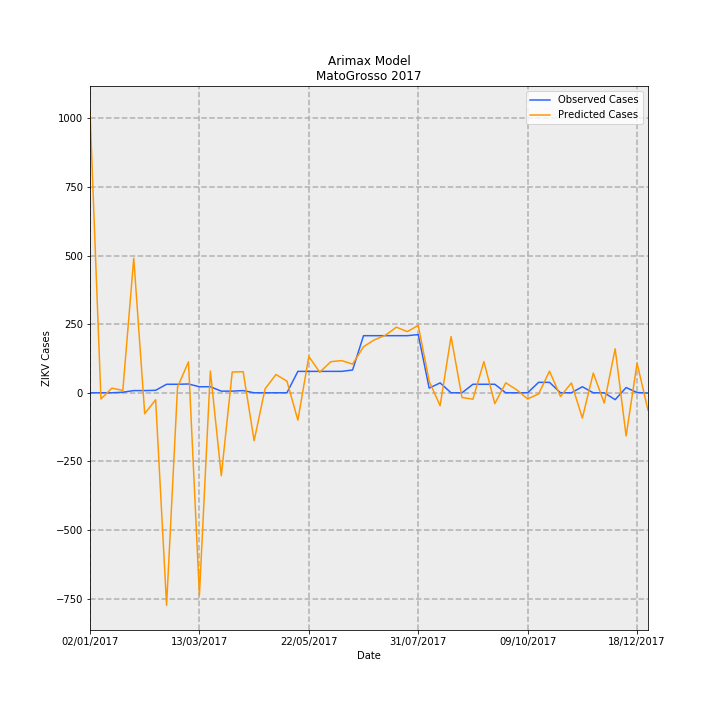 Arimax Model
MatoGrosso 2017
Observed Cases
Predicted Cases
1000
750
500
250
0
−250
−500
−750
ZIKV Cases
02/01/2017 13/03/2017 22/05/2017 31/07/2017 09/10/2017 18/12/2017
Date